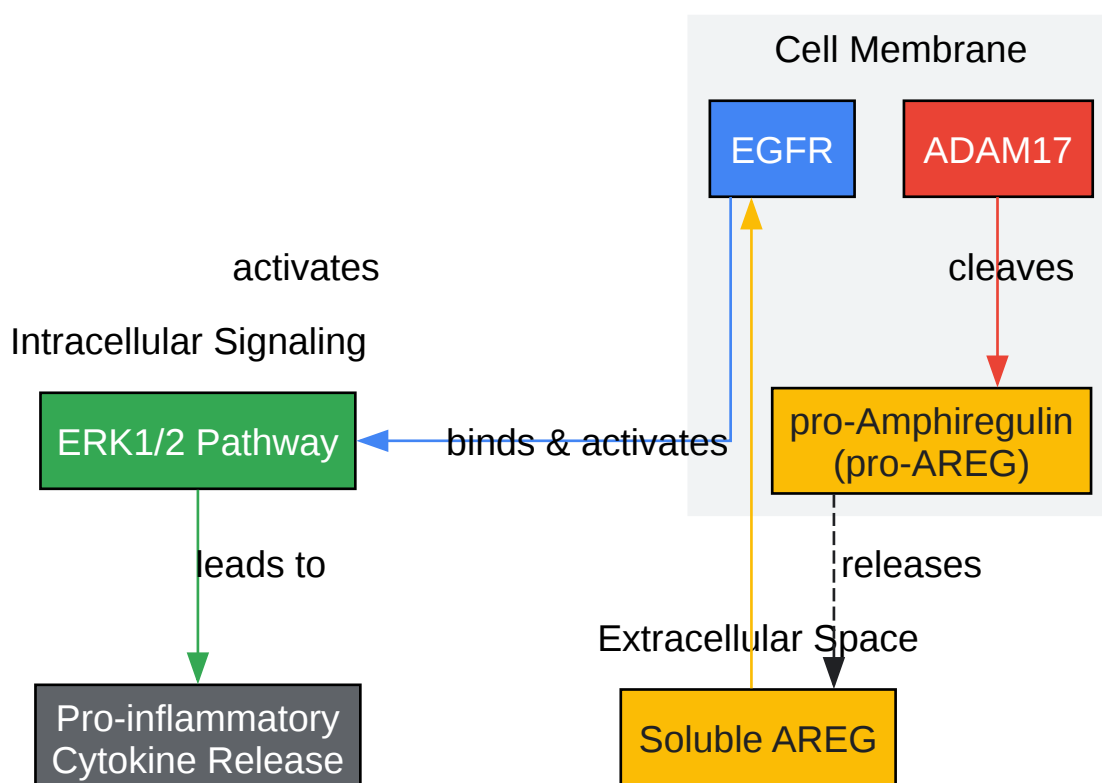 Cell Membrane
EGFR
ADAM17
activates
cleaves
Intracellular Signaling
ERK1/2 Pathway
binds & activates
pro-Amphiregulin
(pro-AREG)
leads to
releases
Extracellular Space
Pro-inflammatory
Cytokine Release
Soluble AREG